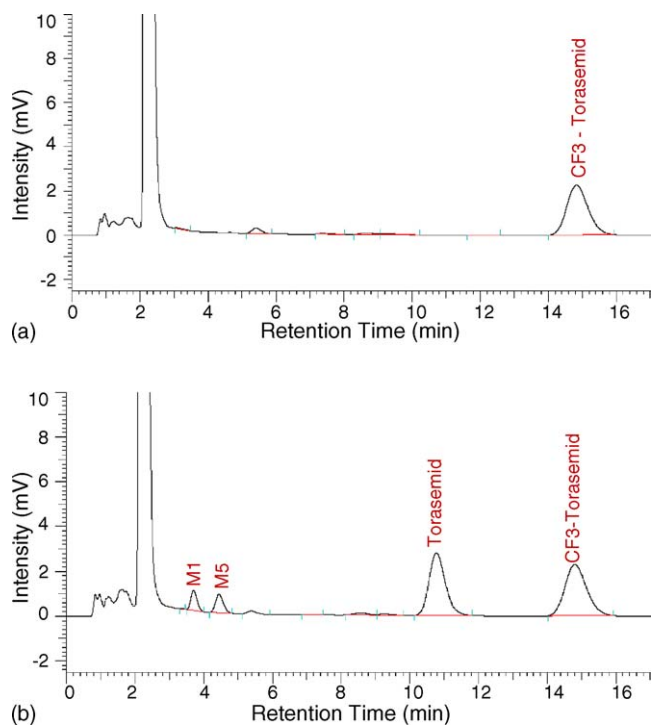 10
8
6
4
2
0
-2
Intensity (mV)
CF3 - Torasemid
0 2 4 6 8 10 12 14 16
Retention Time (min)
(a)
10
8
6
4
2
0
-2
Intensity (mV)
M1
M5
Torasemid
CF3-Torasemid
0 2 4 6 8 10 12 14 16
Retention Time (min)
(b)